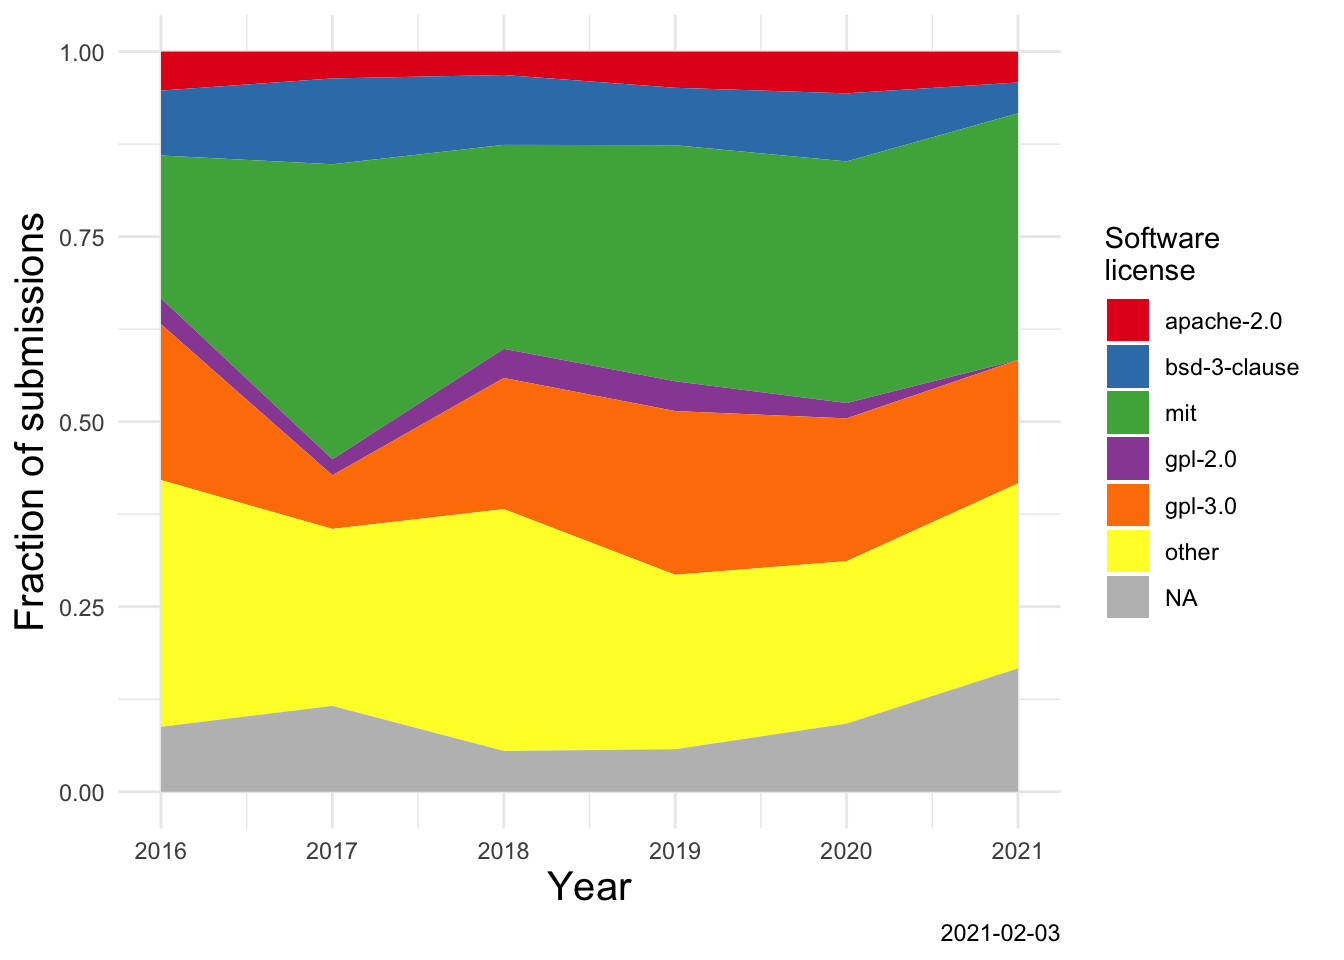 Fraction of submissions
1.00
0.75
0.50
0.25
0.00
2016 2017 2018 2019 2020 2021
Year
Software
license
apache-2.0
bsd-3-clause
mit
gpl-2.0
gpl-3.0
other
NA
2021-02-03